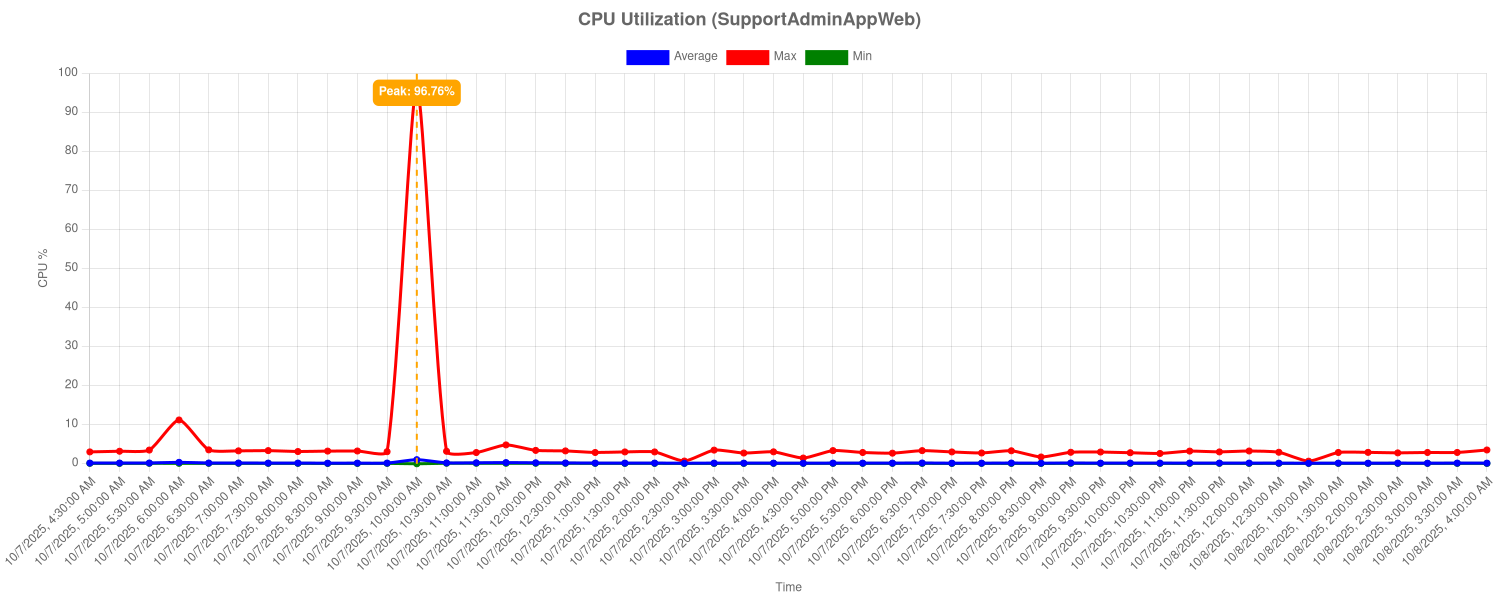 CPU Utilization (SupportAdminAppWeb)
Average Max Min
Peak: 96.76%
100
90
80
70
60
50
40
30
20
10
0
CPU %
10/7/2025, 4:30:00 AM
10/7/2025, 5:00:00 AM
10/7/2025, 5:30:00 AM
10/7/2025, 6:00:00 AM
10/7/2025, 6:30:00 AM
10/7/2025, 7:00:00 AM
10/7/2025, 7:30:00 AM
10/7/2025, 8:00:00 AM
10/7/2025, 8:30:00 AM
10/7/2025, 9:00:00 AM
10/7/2025, 9:30:00 AM
10/7/2025, 10:00:00 AM
10/7/2025, 10:30:00 AM
10/7/2025, 11:00:00 AM
10/7/2025, 11:30:00 AM
10/7/2025, 12:00:00 PM
10/7/2025, 12:30:00 PM
10/7/2025, 1:00:00 PM
10/7/2025, 1:30:00 PM
10/7/2025, 2:00:00 PM
10/7/2025, 2:30:00 PM
10/7/2025, 3:00:00 PM
10/7/2025, 3:30:00 PM
10/7/2025, 4:00:00 PM
10/7/2025, 4:30:00 PM
10/7/2025, 5:00:00 PM
10/7/2025, 5:30:00 PM
10/7/2025, 6:00:00 PM
10/7/2025, 6:30:00 PM
10/7/2025, 7:00:00 PM
10/7/2025, 7:30:00 PM
10/7/2025, 8:00:00 PM
10/7/2025, 8:30:00 PM
10/7/2025, 9:00:00 PM
10/7/2025, 9:30:00 PM
10/7/2025, 10:00:00 PM
10/7/2025, 10:30:00 PM
10/7/2025, 11:00:00 PM
10/7/2025, 11:30:00 PM
10/8/2025, 12:00:00 AM
10/8/2025, 12:30:00 AM
10/8/2025, 1:00:00 AM
10/8/2025, 1:30:00 AM
10/8/2025, 2:00:00 AM
10/8/2025, 2:30:00 AM
10/8/2025, 3:00:00 AM
10/8/2025, 3:30:00 AM
10/8/2025, 4:00:00 AM
Time